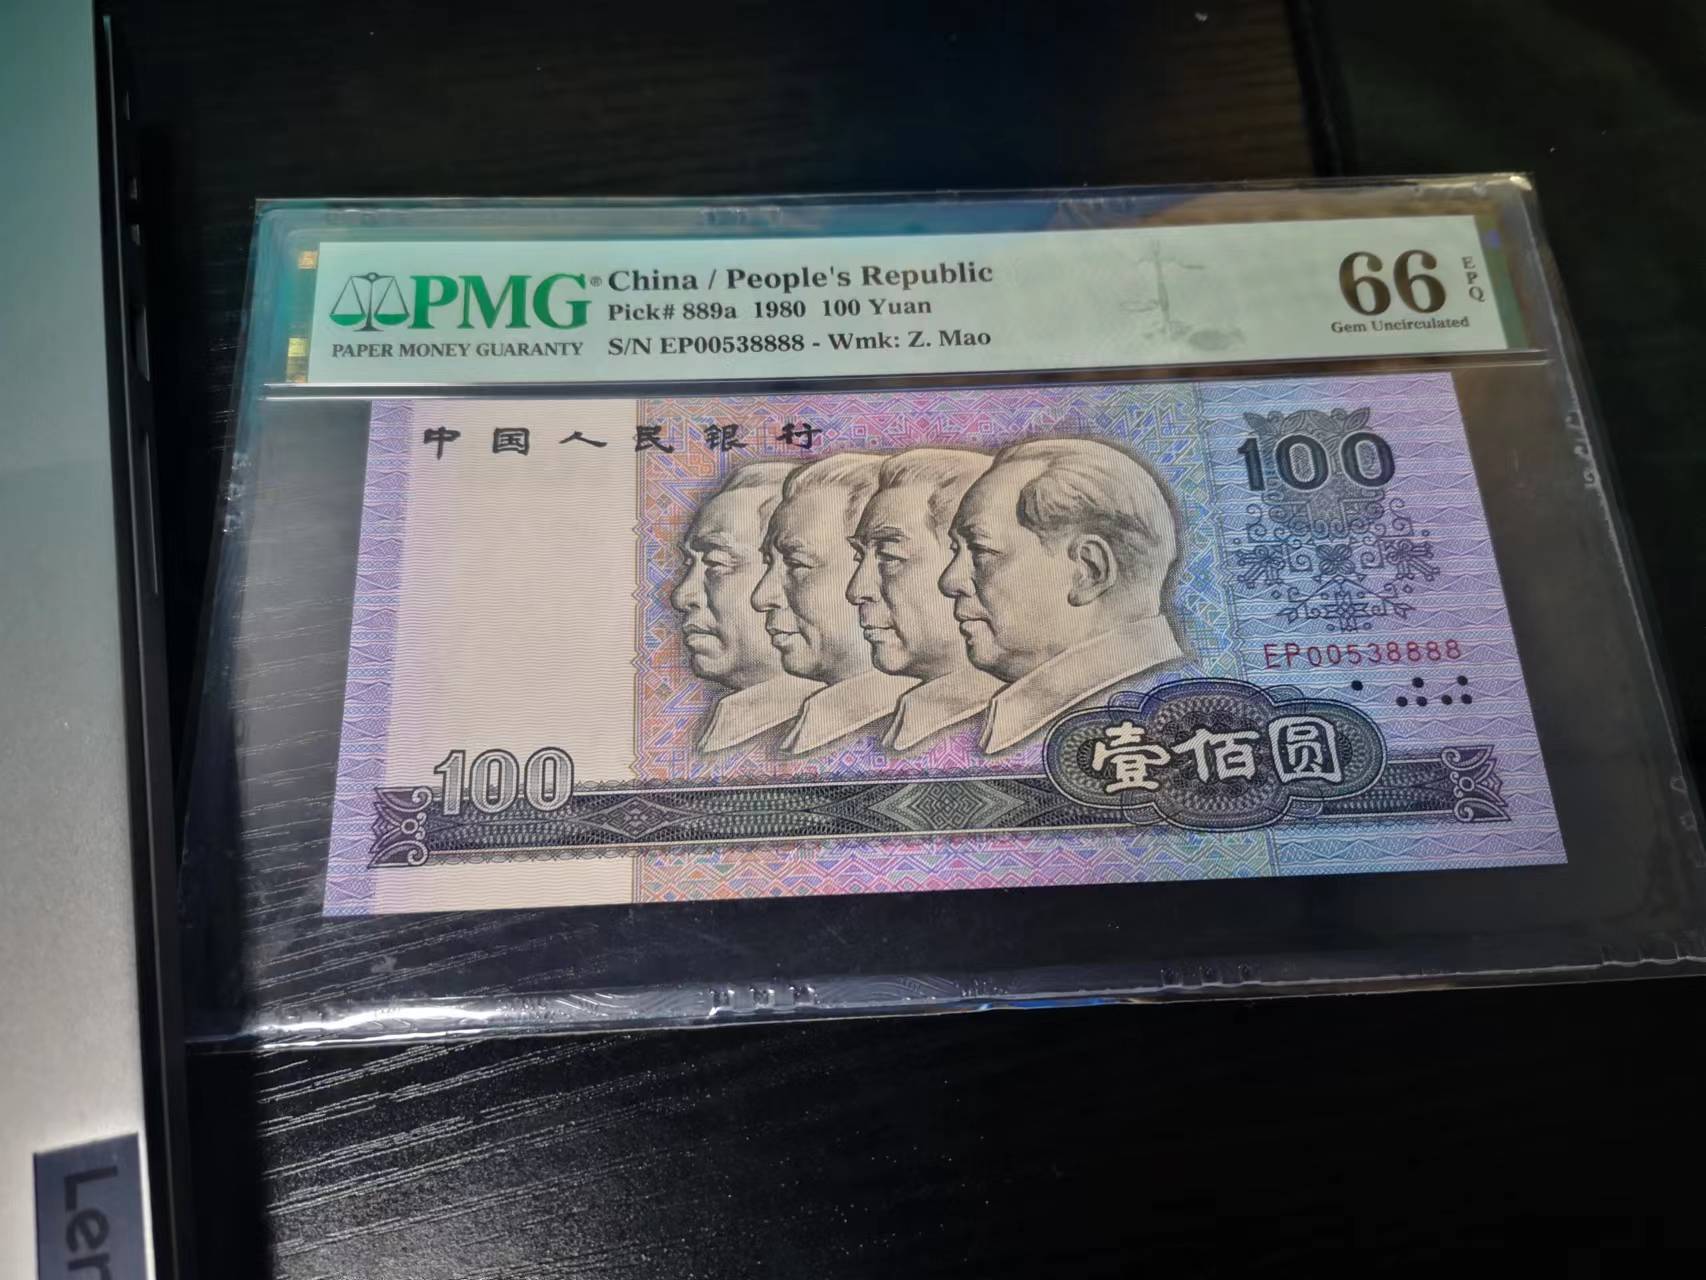 PMG®
PAPER MONEY GUARANTY
China / People's Republic
Pick# 889a 1980 100 Yuan
S/N EP00538888 - Wmk: Z. Mao
66
EPQ
Gem Uncirculated
中国人民银行
100
EP00538888
壹佰圆
100
Len